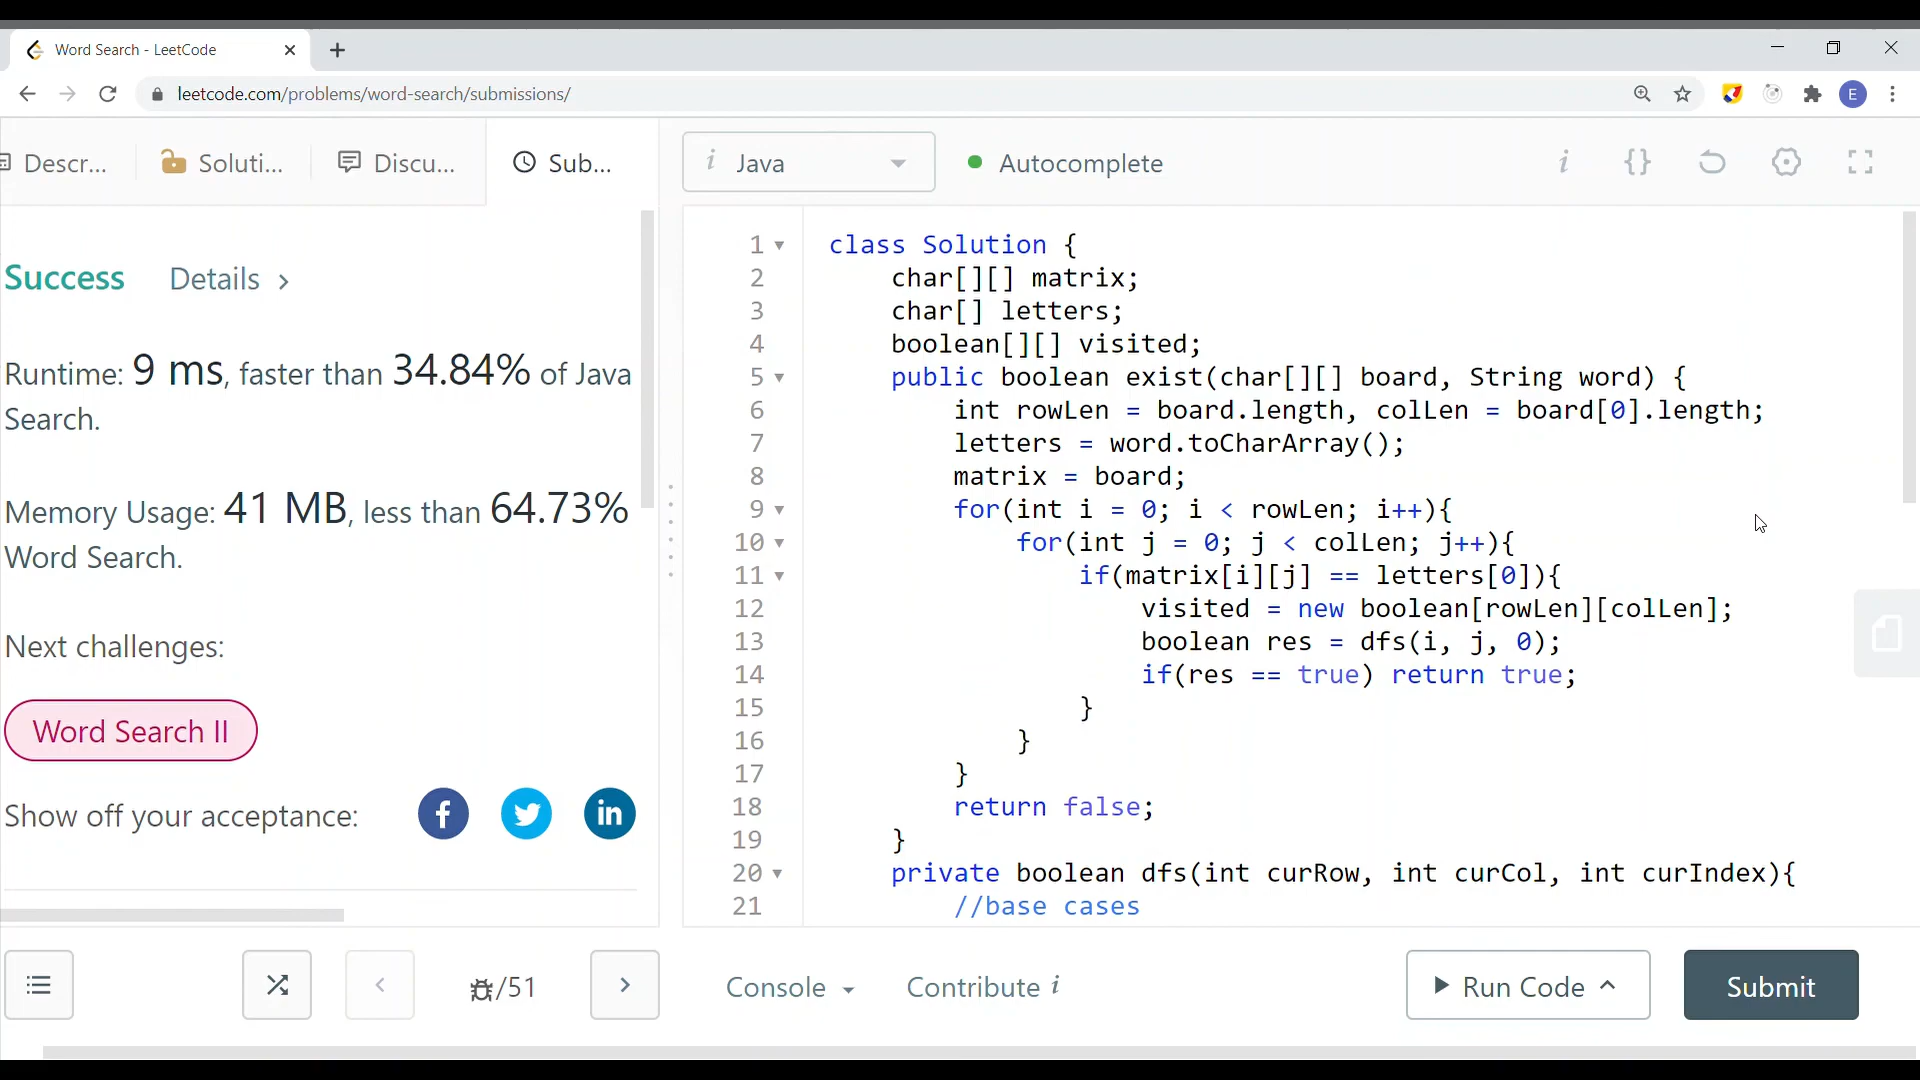 Word Search - LeetCode
leetcode.com/problems/word-search/submissions/
E
Descr...
Soluti...
Discu...
Sub...
i Java
Autocomplete
i
{}
Success
Details >
Runtime: 9 ms, faster than 34.84% of Java
Search.
Memory Usage: 41 MB, less than 64.73%
Word Search.
Next challenges:
Word Search II
Show off your acceptance:
f
in
1 class Solution {
2 char[][] matrix;
3 char[] letters;
4 boolean[][] visited;
5 public boolean exist(char[][] board, String word) {
6 int rowLen = board.length, colLen = board[0].length;
7 letters = word.toCharArray();
8 matrix = board;
9 for(int i = 0; i < rowLen; i++){
10 for(int j = 0; j < colLen; j++){
11 if(matrix[i][j] == letters[0]){
12 visited = new boolean[rowLen][colLen];
13 boolean res = dfs(i, j, 0);
14 if(res == true) return true;
15 }
16 }
17 }
18 return false;
19 }
20 private boolean dfs(int curRow, int curCol, int curIndex){
21 //base cases
/51
Console
Contribute i
Run Code
Submit